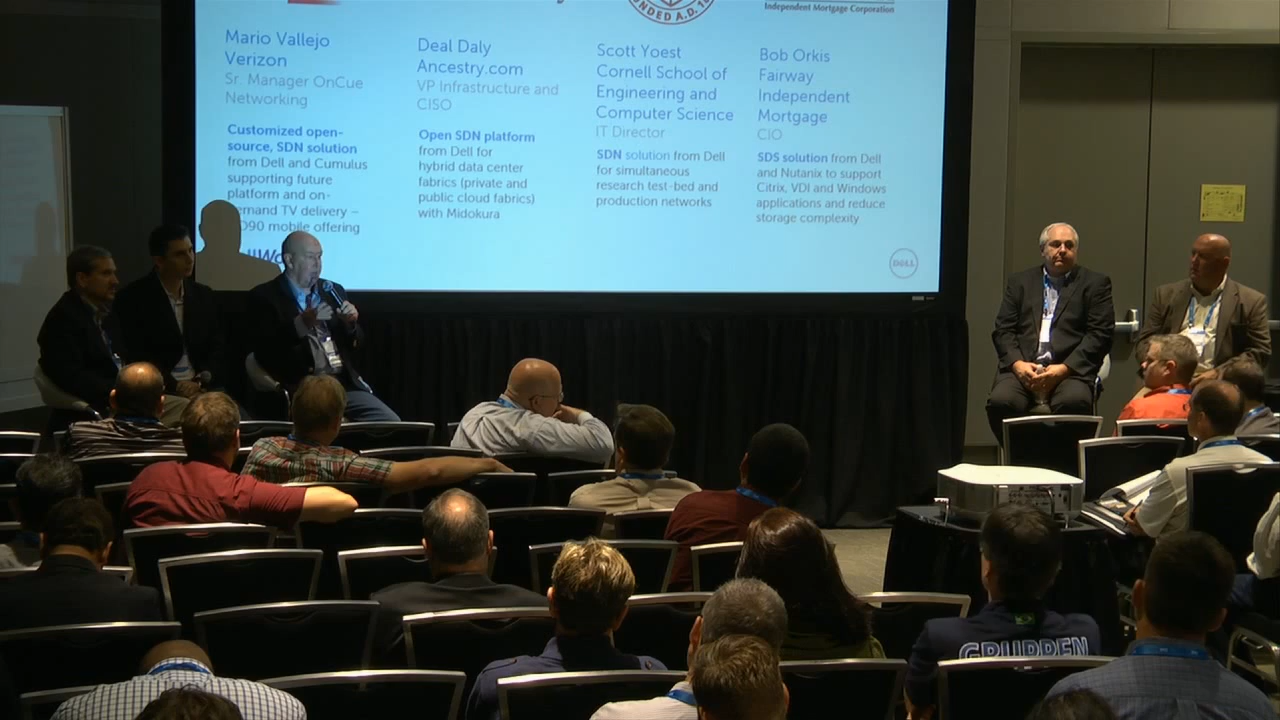 NDED A.D. 18
Independent Mortgage Corporation
Mario Vallejo
Verizon
Sr. Manager OnCue
Networking
Customized open-
source, SDN solution
from Dell and Cumulus
supporting future
platform and on-
demand TV delivery –
090 mobile offering
Deal Daly
Ancestry.com
VP Infrastructure and
CISO
Open SDN platform
from Dell for
hybrid data center
fabrics (private and
public cloud fabrics)
with Midokura
Scott Yoest
Cornell School of
Engineering and
Computer Science
IT Director
SDN solution from Dell
for simultaneous
research test-bed and
production networks
Bob Orkis
Fairway
Independent
Mortgage
CIO
SDS solution from Dell
and Nutanix to support
Citrix, VDI and Windows
applications and reduce
storage complexity
DELL
GRUPPEN